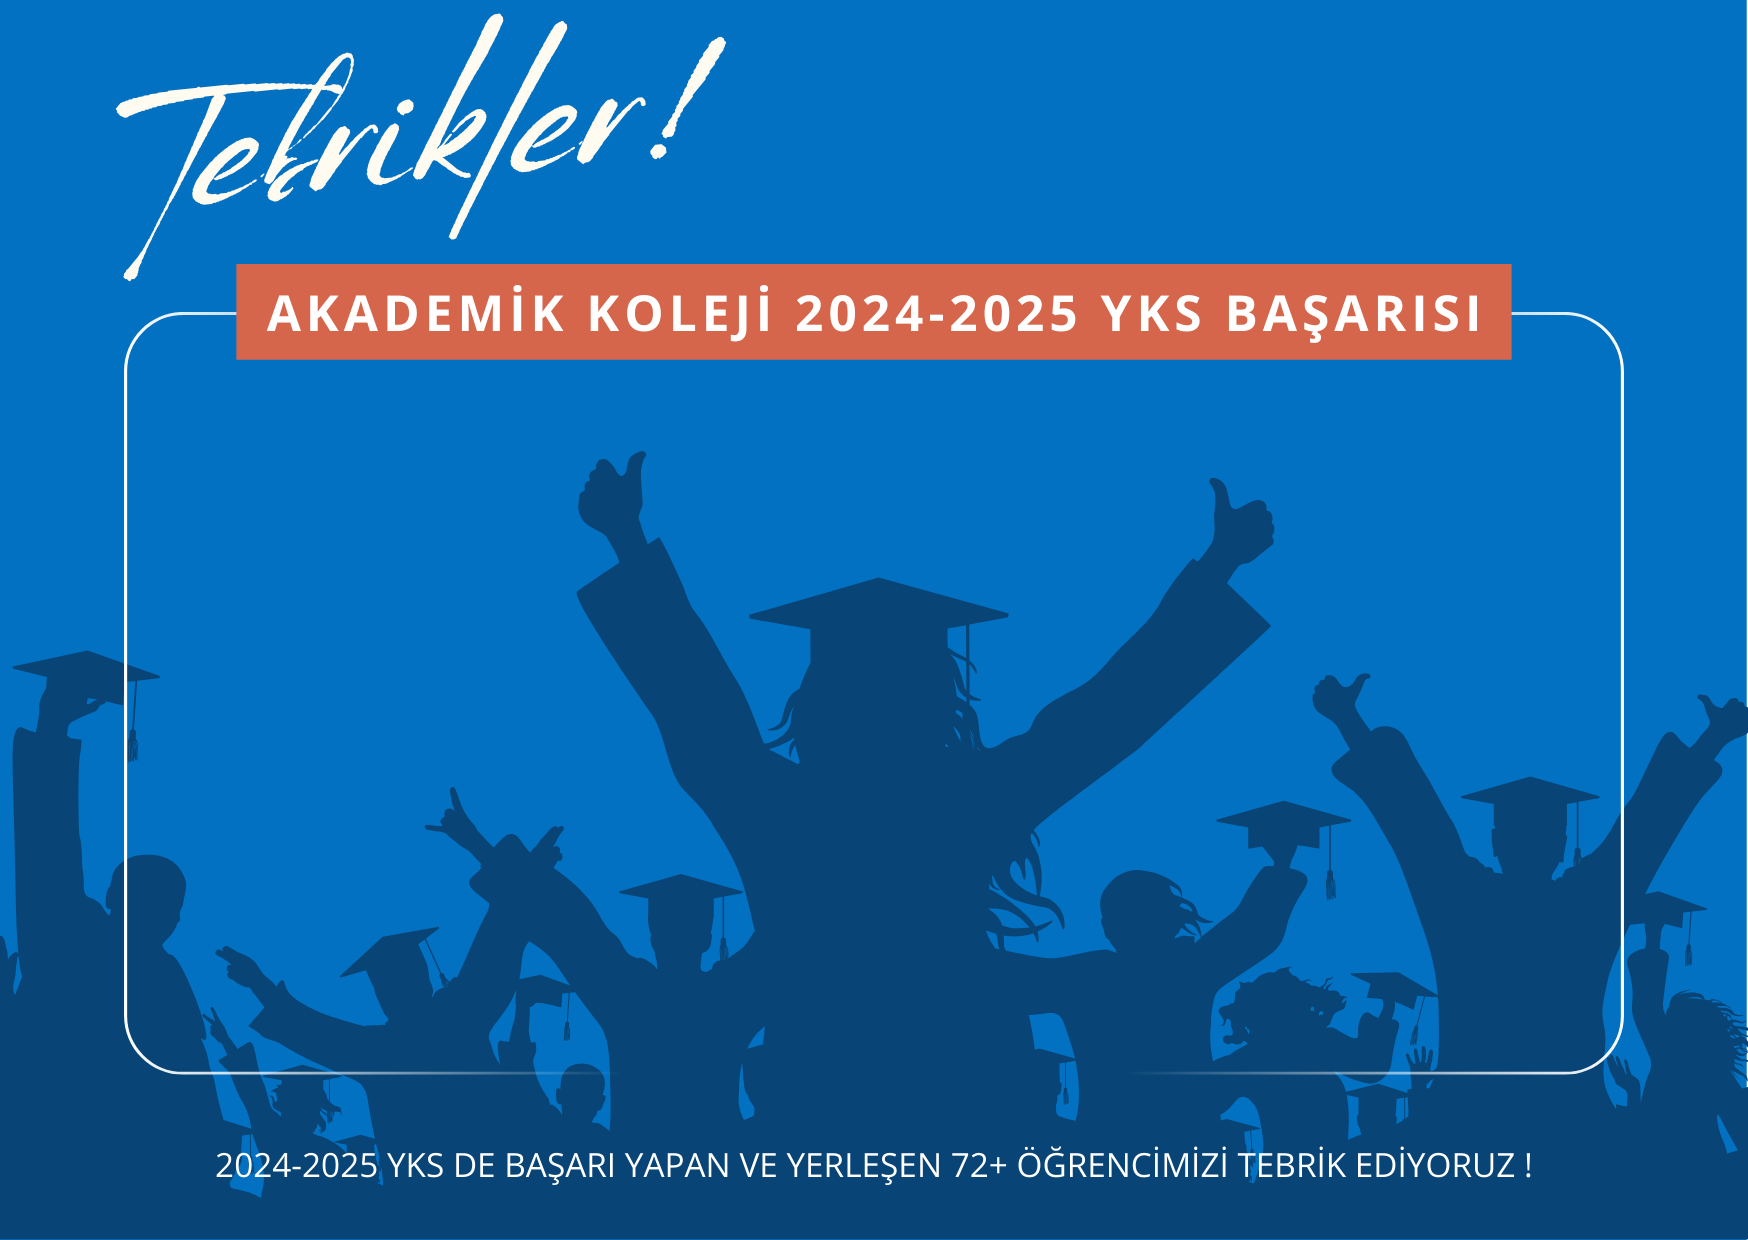 Tebrikler!
AKADEMİK KOLEJİ 2024-2025 YKS BAŞARISI
2024-2025 YKS DE BAŞARI YAPAN VE YERLEŞEN 72+ ÖĞRENCİMİZİ TEBRİK EDİYORUZ !